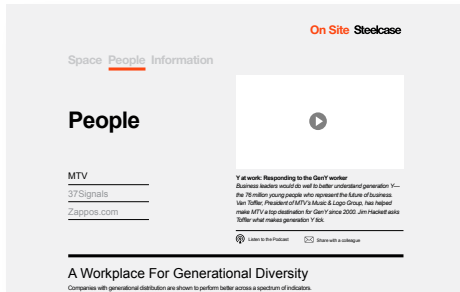 On Site Steelcase
Space People Information
People
MTV
37Signals
Zappos.com
Y at work: Responding to the GenY worker
Business leaders would do well to better understand generation Y—
the 76 million young people who represent the future of business.
Van Toffler, President of MTV's Music & Logo Group, has helped
make MTV a top destination for Gen Y since 2000. Jim Hackett asks
Toffler what makes generation Y tick.
Listen to the Podcast
Share with a colleague
A Workplace For Generational Diversity
Companies with generational distribution are shown to perform better across a spectrum of indicators.